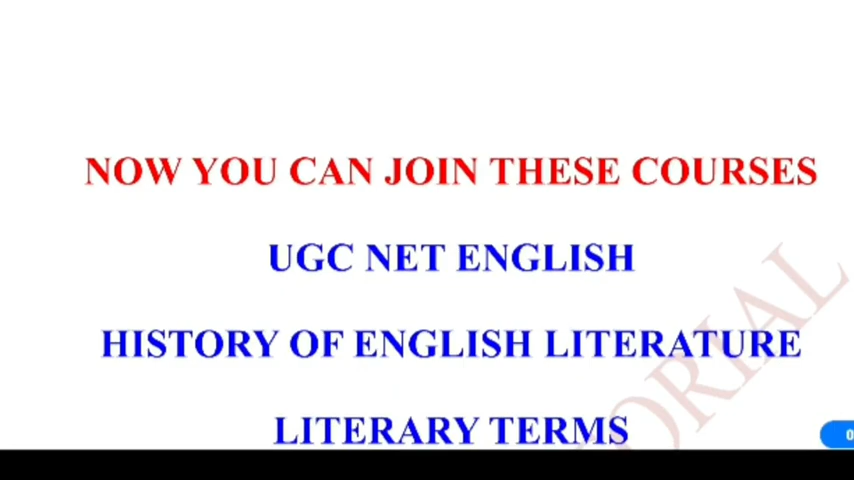 NOW YOU CAN JOIN THESE COURSES
UGC NET ENGLISH
HISTORY OF ENGLISH LITERATURE
LITERARY TERMS